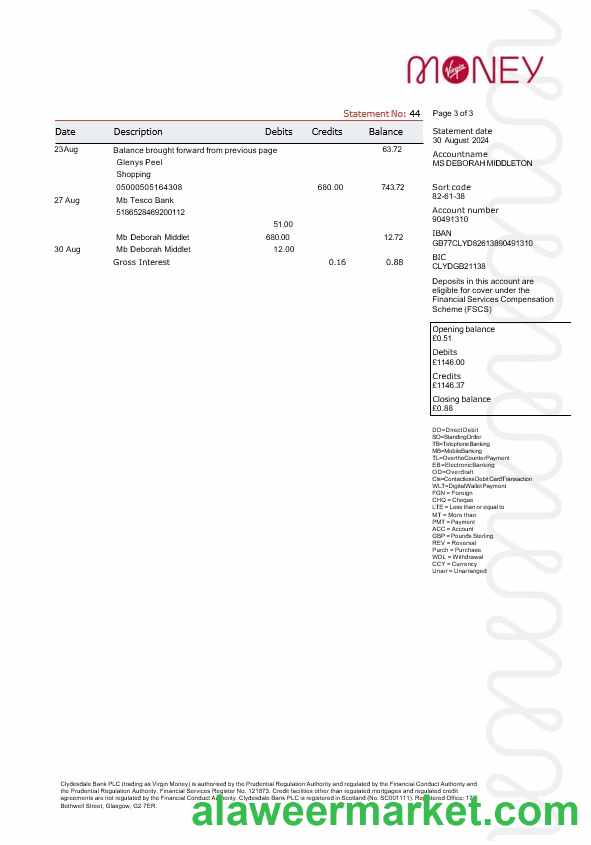 MONEY
Virgin
Statement No: 44
Page 3 of 3
Date Description Debits Credits Balance
23Aug Balance brought forward from previous page 63.72
Glenys Peel
Shopping
05000505164308 680.00 743.72
27 Aug Mb Tesco Bank
5186528469200112
51.00
Mb Deborah Middlet 680.00 12.72
30 Aug Mb Deborah Middlet 12.00
Gross Interest 0.16 0.88
Statement date
30 August 2024
Accountname
MS DEBORAH MIDDLETON
Sort code
82-61-38
Account number
90491310
IBAN
GB77CLYD82613890491310
BIC
CLYDGB21138
Deposits in this account are
eligible for cover under the
Financial Services Compensation
Scheme (FSCS)
Opening balance
£0.51
Debits
£1146.00
Credits
£1146.37
Closing balance
£0.88
DD=DirectDebit
SO=StandingOrder
TB=TelephoneBanking
MB=MobileBanking
TL=OvertheCounterPayment
EB=ElectronicBanking
OD=Overdraft
Cts=ContactlessDebitCardTransaction
WLT=DigitalWalletPayment
FGN = Foreign
CHQ = Cheque
LTE = Less than or equal to
MT = More than
PMT = Payment
ACC = Account
GBP = Pounds Sterling
REV = Reversal
Purch = Purchase
WDL = Withdrawal
CCY = Currency
Unarr = Unarranged
Clydesdale Bank PLC (trading as Virgin Money) is authorised by the Prudential Regulation Authority and regulated by the Financial Conduct Authority and
the Prudential Regulation Authority. Financial Services Register No. 121873. Credit facilities other than regulated mortgages and regulated credit
agreements are not regulated by the Financial Conduct Authority. Clydesdale Bank PLC is registered in Scotland (No. SC001111). Registered Office: 177
Bothwell Street, Glasgow, G2 7ER.
alaweermarket.com